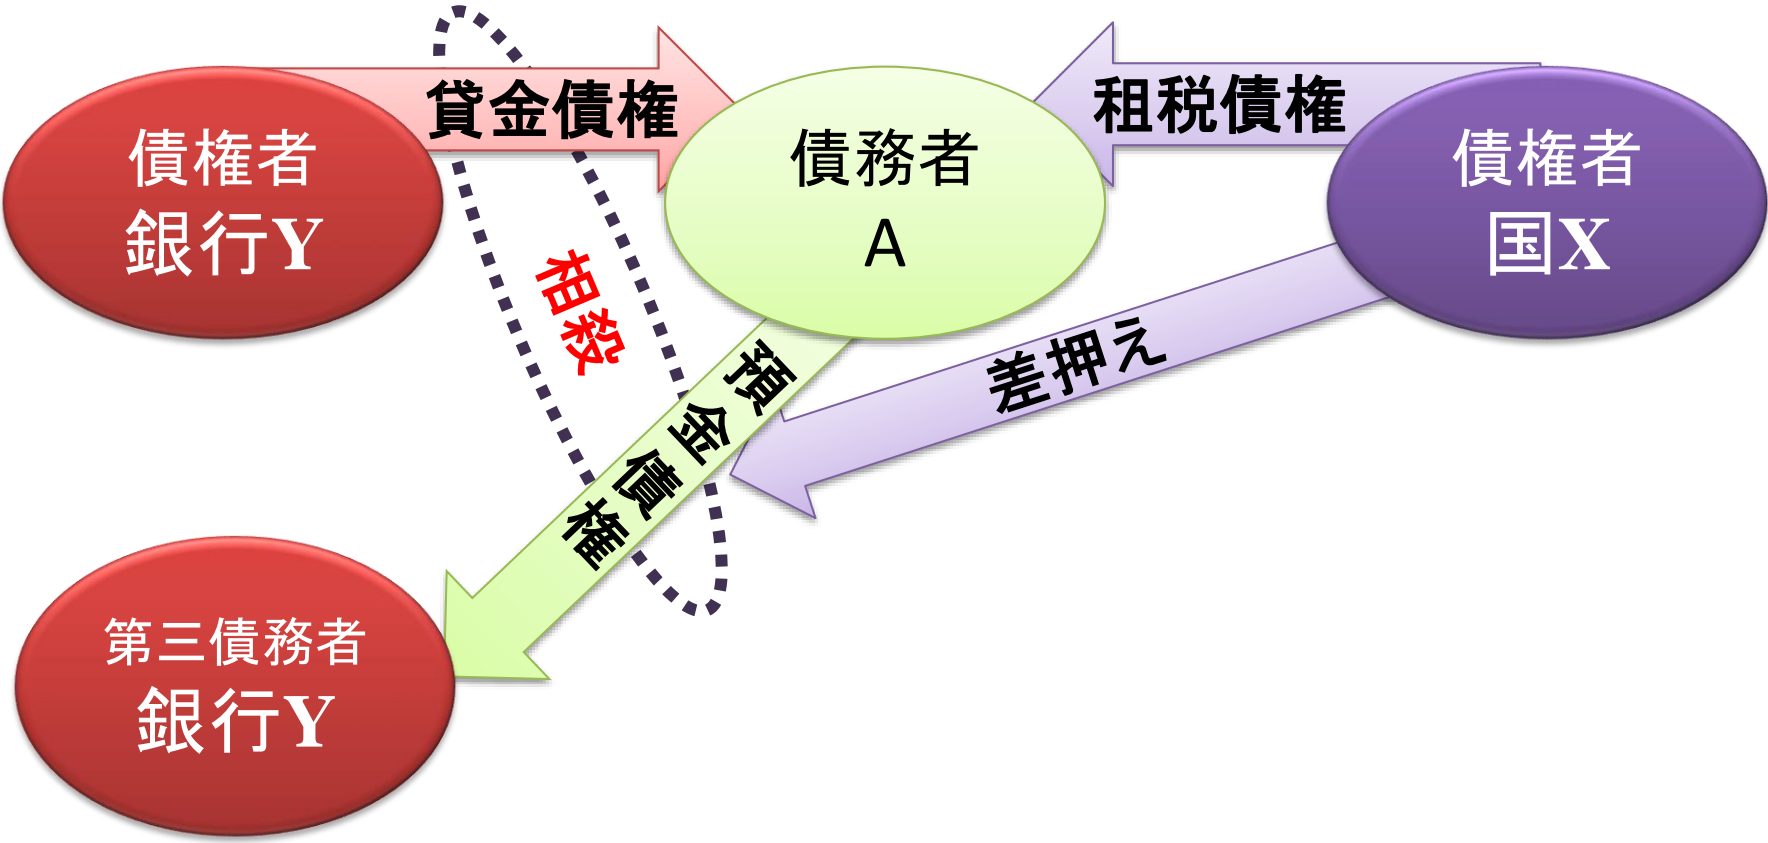 債権者
銀行Y
貸金債権
債務者
A
租税債権
債権者
国X
相殺
差押え
預金債権
第三債務者
銀行Y